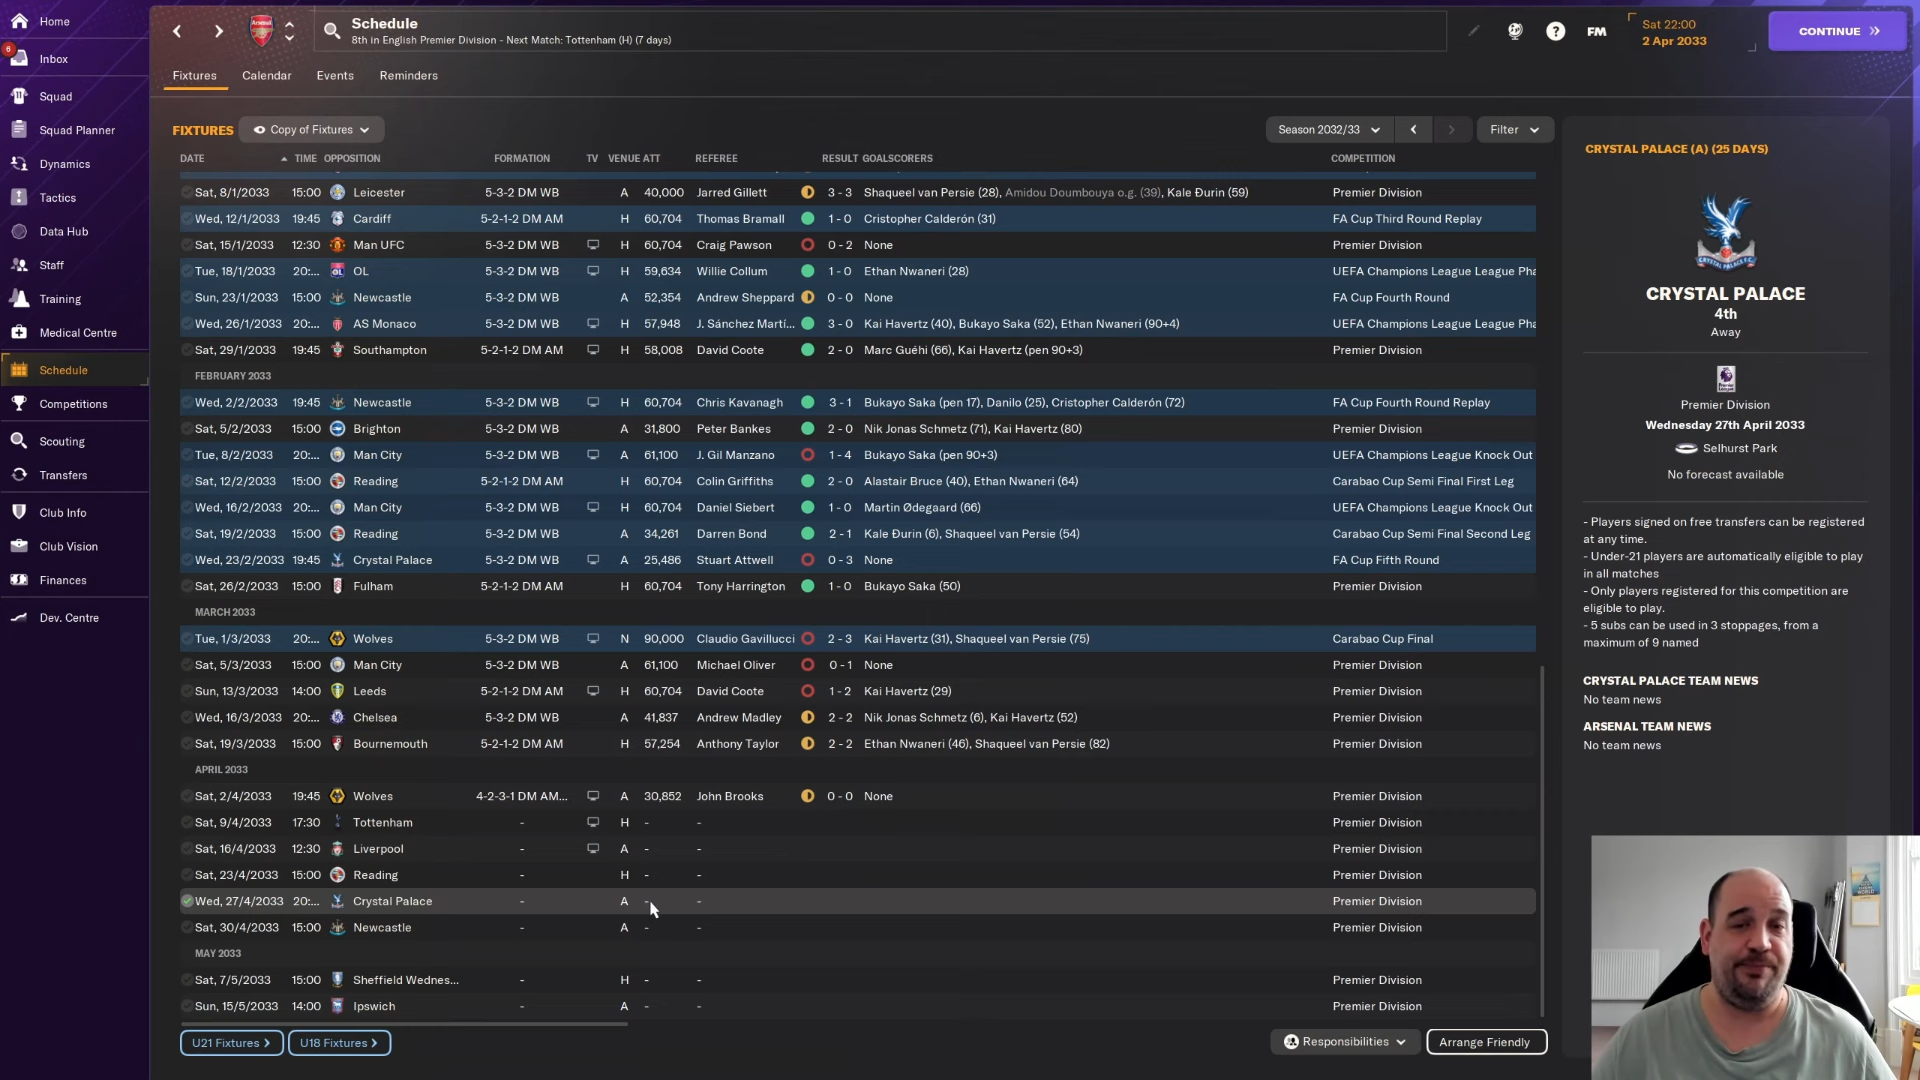 Home
6
Inbox
Squad
Squad Planner
Dynamics
Tactics
Data Hub
Staff
Training
Medical Centre
Schedule
Competitions
Scouting
Transfers
Club Info
Club Vision
Finances
Dev. Centre
Arsenal
Schedule
8th in English Premier Division - Next Match: Tottenham (H) (7 days)
FM
Sat 22:00
2 Apr 2033
CONTINUE
Fixtures Calendar Events Reminders
FIXTURES Copy of Fixtures Season 2032/33 Filter
DATE TIME OPPOSITION FORMATION TV VENUE ATT REFEREE RESULT GOALSCORERS COMPETITION
Sat, 8/1/2033 15:00 Leicester 5-3-2 DM WB A 40,000 Jarred Gillett 3 - 3 Shaqueel van Persie (28), Amidou Doumbouya o.g. (39), Kale Đurin (59) Premier Division
Wed, 12/1/2033 19:45 Cardiff 5-2-1-2 DM AM H 60,704 Thomas Bramall 1 - 0 Cristopher Calderón (31) FA Cup Third Round Replay
Sat, 15/1/2033 12:30 Man UFC 5-3-2 DM WB H 60,704 Craig Pawson 0 - 2 None Premier Division
Tue, 18/1/2033 20:... OL 5-3-2 DM WB H 59,634 Willie Collum 1 - 0 Ethan Nwaneri (28) UEFA Champions League League Pha
Sun, 23/1/2033 15:00 Newcastle 5-3-2 DM WB A 52,354 Andrew Sheppard 0 - 0 None FA Cup Fourth Round
Wed, 26/1/2033 20:... AS Monaco 5-3-2 DM WB H 57,948 J. Sánchez Martí... 3 - 0 Kai Havertz (40), Bukayo Saka (52), Ethan Nwaneri (90+4) UEFA Champions League League Pha
Sat, 29/1/2033 19:45 Southampton 5-2-1-2 DM AM H 58,008 David Coote 2 - 0 Marc Guéhi (66), Kai Havertz (pen 90+3) Premier Division
FEBRUARY 2033
Wed, 2/2/2033 19:45 Newcastle 5-3-2 DM WB H 60,704 Chris Kavanagh 3 - 1 Bukayo Saka (pen 17), Danilo (25), Cristopher Calderón (72) FA Cup Fourth Round Replay
Sat, 5/2/2033 15:00 Brighton 5-3-2 DM WB A 31,800 Peter Bankes 2 - 0 Nik Jonas Schmetz (71), Kai Havertz (80) Premier Division
Tue, 8/2/2033 20:... Man City 5-3-2 DM WB A 61,100 J. Gil Manzano 1 - 4 Bukayo Saka (pen 90+3) UEFA Champions League Knock Out
Sat, 12/2/2033 15:00 Reading 5-2-1-2 DM AM H 60,704 Colin Griffiths 2 - 0 Alastair Bruce (40), Ethan Nwaneri (64) Carabao Cup Semi Final First Leg
Wed, 16/2/2033 20:... Man City 5-3-2 DM WB H 60,704 Daniel Siebert 1 - 0 Martin Ødegaard (66) UEFA Champions League Knock Out
Sat, 19/2/2033 15:00 Reading 5-3-2 DM WB A 34,261 Darren Bond 2 - 1 Kale Đurin (6), Shaqueel van Persie (54) Carabao Cup Semi Final Second Leg
Wed, 23/2/2033 19:45 Crystal Palace 5-3-2 DM WB A 25,486 Stuart Attwell 0 - 3 None FA Cup Fifth Round
Sat, 26/2/2033 15:00 Fulham 5-2-1-2 DM AM H 60,704 Tony Harrington 1 - 0 Bukayo Saka (50) Premier Division
MARCH 2033
Tue, 1/3/2033 20:... Wolves 5-3-2 DM WB N 90,000 Claudio Gavillucci 2 - 3 Kai Havertz (31), Shaqueel van Persie (75) Carabao Cup Final
Sat, 5/3/2033 15:00 Man City 5-3-2 DM WB A 61,100 Michael Oliver 0 - 1 None Premier Division
Sun, 13/3/2033 14:00 Leeds 5-2-1-2 DM AM H 60,704 David Coote 1 - 2 Kai Havertz (29) Premier Division
Wed, 16/3/2033 20:... Chelsea 5-3-2 DM WB A 41,837 Andrew Madley 2 - 2 Nik Jonas Schmetz (6), Kai Havertz (52) Premier Division
Sat, 19/3/2033 15:00 Bournemouth 5-2-1-2 DM AM H 57,254 Anthony Taylor 2 - 2 Ethan Nwaneri (46), Shaqueel van Persie (82) Premier Division
APRIL 2033
Sat, 2/4/2033 19:45 Wolves 4-2-3-1 DM AM... A 30,852 John Brooks 0 - 0 None Premier Division
Sat, 9/4/2033 17:30 Tottenham - H - - Premier Division
Sat, 16/4/2033 12:30 Liverpool - A - - Premier Division
Sat, 23/4/2033 15:00 Reading - H - - Premier Division
Wed, 27/4/2033 20:... Crystal Palace - A - - Premier Division
Sat, 30/4/2033 15:00 Newcastle - A - - Premier Division
MAY 2033
Sat, 7/5/2033 15:00 Sheffield Wednes... - H - - Premier Division
Sun, 15/5/2033 14:00 Ipswich - A - - Premier Division
U21 Fixtures U18 Fixtures Responsibilities Arrange Friendly
CRYSTAL PALACE (A) (25 DAYS)
CRYSTAL PALACE
4th
Away
Premier Division
Wednesday 27th April 2033
Selhurst Park
No forecast available
- Players signed on free transfers can be registered
at any time.
- Under-21 players are automatically eligible to play
in all matches
- Only players registered for this competition are
eligible to play.
- 5 subs can be used in 3 stoppages, from a
maximum of 9 named
CRYSTAL PALACE TEAM NEWS
No team news
ARSENAL TEAM NEWS
No team news